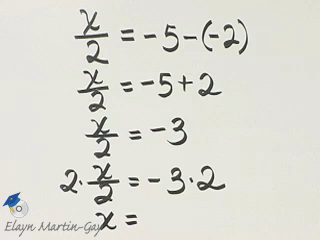 x/2 = -5-(-2)
x/2 = -5+2
x/2 = -3
2·x/2 = -3·2
x =
Elayn Martin-Gay